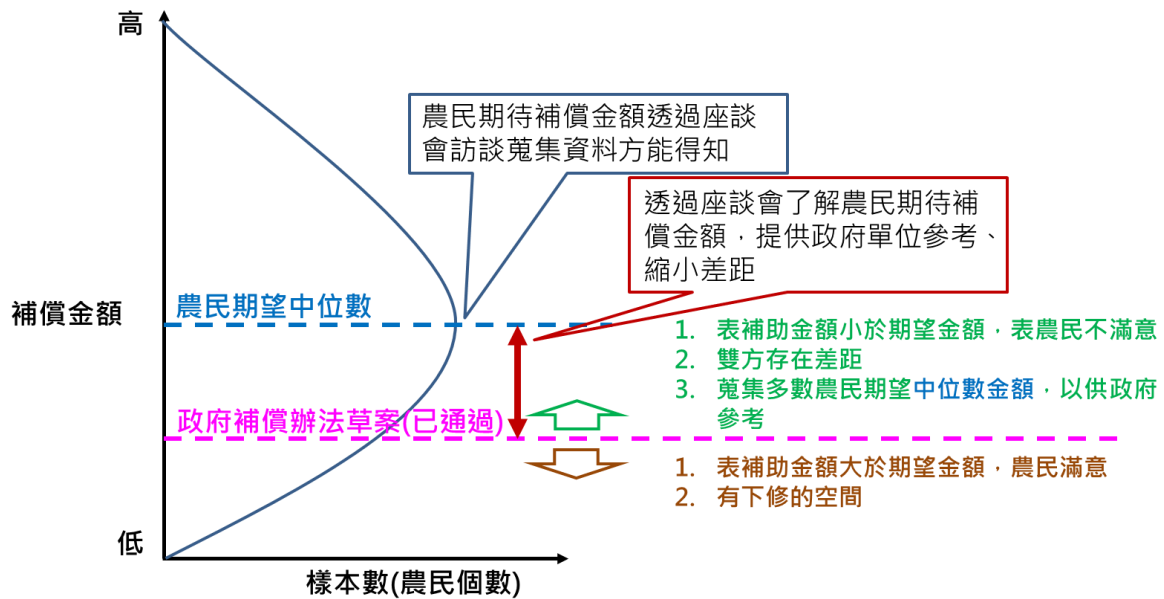 高
農民期待補償金額透過座談
會訪談蒐集資料方能得知
透過座談會了解農民期待補
償金額，提供政府單位參考、
縮小差距
補償金額
農民期望中位數
1. 表補助金額小於期望金額，表農民不滿意
2. 雙方存在差距
3. 蒐集多數農民期望中位數金額，以供政府
參考
政府補償辦法草案(已通過)
1. 表補助金額大於期望金額，農民滿意
2. 有下修的空間
低
樣本數(農民個數)